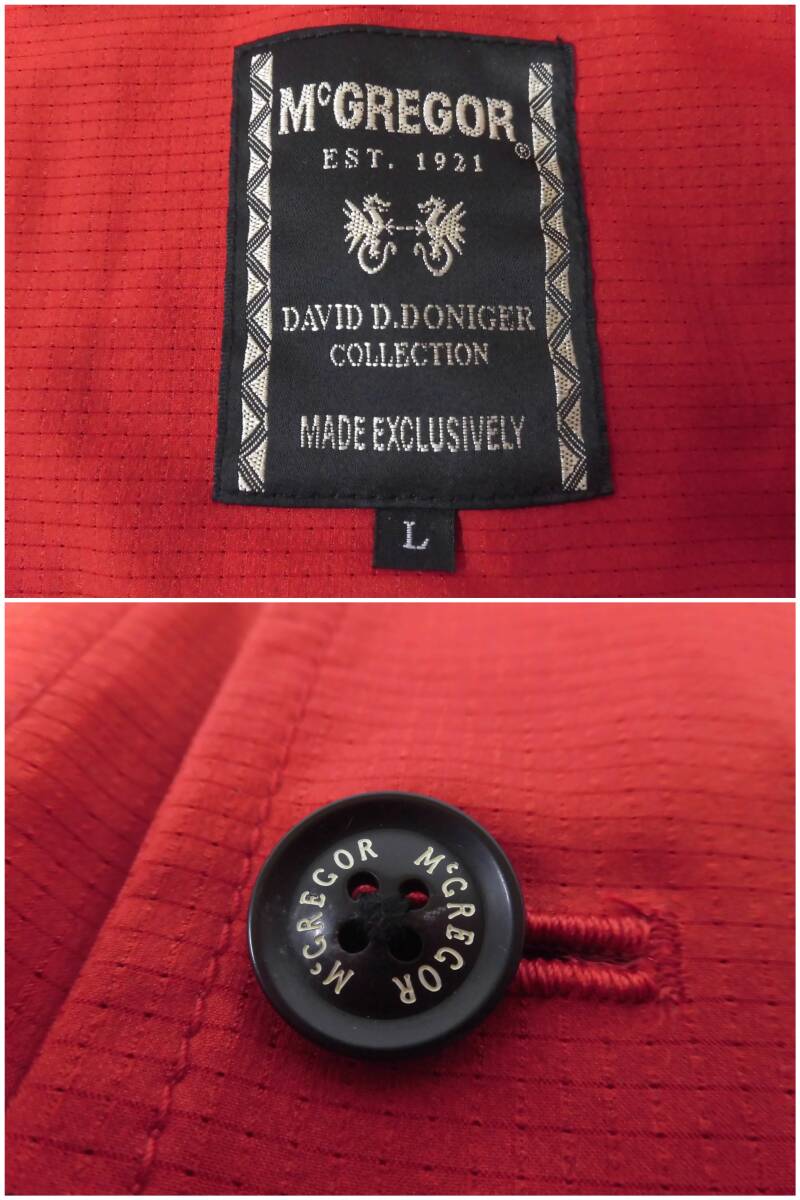 McGREGOR®
EST. 1921
DAVID D.DONIGER
COLLECTION
MADE EXCLUSIVELY
L
McGREGOR
McGREGOR